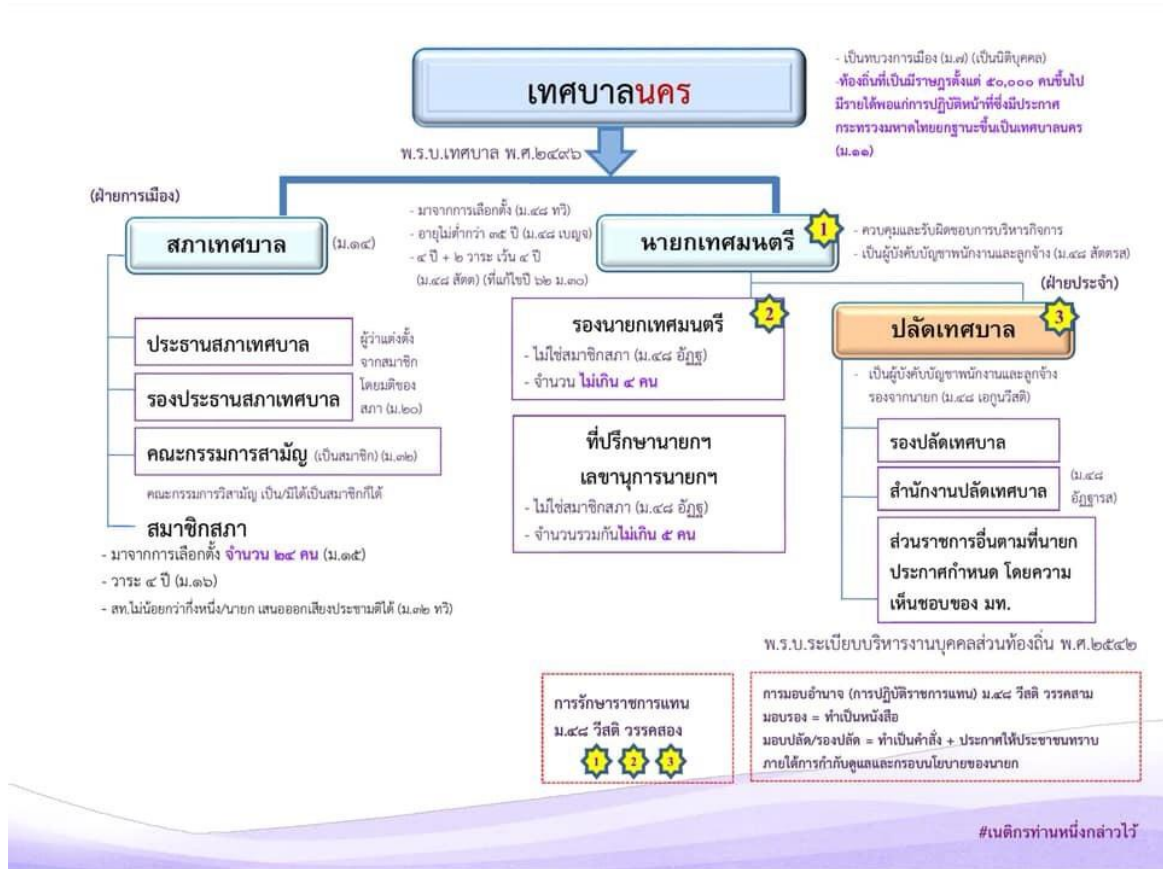 เทศบาลนคร
- เป็นทบวงการเมือง (ม.๗) (เป็นนิติบุคคล)
-ท้องถิ่นที่เป็นมีราษฎรตั้งแต่ ๕๐,๐๐๐ คนขึ้นไป
มีรายได้พอแก่การปฏิบัติหน้าที่ซึ่งมีประกาศ
กระทรวงมหาดไทยยกฐานะขึ้นเป็นเทศบาลนคร
(ม.๑๑)
พ.ร.บ.เทศบาล พ.ศ.๒๔๙๖
(ฝ่ายการเมือง)
สภาเทศบาล
(ม.๑๔)
- มาจากการเลือกตั้ง (ม.๔๘ ทวิ)
- อายุไม่ต่ำกว่า ๓๕ ปี (ม.๔๘ เบญจ)
- ๔ ปี + ๒ วาระ เว้น ๔ ปี
(ม.๔๘ สัตต) (ที่แก้ไขปี ๖๒ ม.๓๐)
นายกเทศมนตรี
1
- ควบคุมและรับผิดชอบการบริหารกิจการ
- เป็นผู้บังคับบัญชาพนักงานและลูกจ้าง (ม.๔๘ สัตตรส)
(ฝ่ายประจำ)
ประธานสภาเทศบาล
รองประธานสภาเทศบาล
ผู้ว่าแต่งตั้ง
จากสมาชิก
โดยมติของ
สภา (ม.๒๐)
คณะกรรมการสามัญ (เป็นสมาชิก) (ม.๓๒)
คณะกรรมการวิสามัญ เป็น/มิได้เป็นสมาชิกก็ได้
สมาชิกสภา
- มาจากการเลือกตั้ง จำนวน ๒๔ คน (ม.๑๕)
- วาระ ๔ ปี (ม.๑๖)
- สท.ไม่น้อยกว่ากึ่งหนึ่ง/นายก เสนอออกเสียงประชามติได้ (ม.๓๒ ทวิ)
รองนายกเทศมนตรี
2
- ไม่ใช่สมาชิกสภา (ม.๔๘ อัฏฐ)
- จำนวน ไม่เกิน ๔ คน
ที่ปรึกษานายกฯ
เลขานุการนายกฯ
- ไม่ใช่สมาชิกสภา (ม.๔๘ อัฏฐ)
- จำนวนรวมกันไม่เกิน ๕ คน
ปลัดเทศบาล
3
- เป็นผู้บังคับบัญชาพนักงานและลูกจ้าง
รองจากนายก (ม.๔๘ เอกูนวีสติ)
รองปลัดเทศบาล
สำนักงานปลัดเทศบาล
(ม.๔๘
อัฏฐารส)
ส่วนราชการอื่นตามที่นายก
ประกาศกำหนด โดยความ
เห็นชอบของ มท.
พ.ร.บ.ระเบียบบริหารงานบุคคลส่วนท้องถิ่น พ.ศ.๒๕๔๒
การรักษาราชการแทน
ม.๔๘ วีสติ วรรคสอง
1 2 3
การมอบอำนาจ (การปฏิบัติราชการแทน) ม.๔๘ วีสติ วรรคสาม
มอบรอง = ทำเป็นหนังสือ
มอบปลัด/รองปลัด = ทำเป็นคำสั่ง + ประกาศให้ประชาชนทราบ
ภายใต้การกำกับดูแลและกรอบนโยบายของนายก
#เนติกรท่านหนึ่งกล่าวไว้